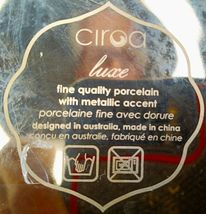 ciroa
luxe
fine quality porcelain
with metallic accent
porcelaine fine avec dorure
designed in australia, made in china
conçu en australie, fabriqué en chine